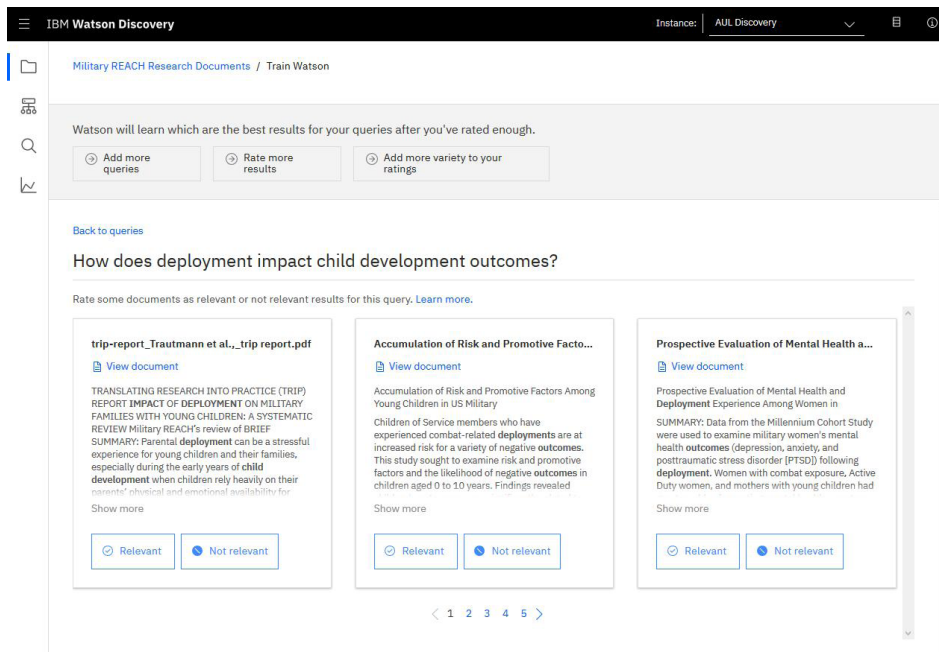 IBM Watson Discovery
Instance:
AUL Discovery
Military REACH Research Documents / Train Watson
Watson will learn which are the best results for your queries after you've rated enough.
Add more
queries
Rate more
results
Add more variety to your
ratings
Back to queries
How does deployment impact child development outcomes?
Rate some documents as relevant or not relevant results for this query. Learn more.
trip-report_Trautmann et al.,_trip report.pdf
View document
TRANSLATING RESEARCH INTO PRACTICE (TRIP)
REPORT IMPACT OF DEPLOYMENT ON MILITARY
FAMILIES WITH YOUNG CHILDREN: A SYSTEMATIC
REVIEW Military REACH's review of BRIEF
SUMMARY: Parental deployment can be a stressful
experience for young children and their families,
especially during the early years of child
development when children rely heavily on their
parents' physical and emotional availability for
Show more
Relevant
Not relevant
Accumulation of Risk and Promotive Facto...
View document
Accumulation of Risk and Promotive Factors Among
Young Children in US Military
Children of Service members who have
experienced combat-related deployments are at
increased risk for a variety of negative outcomes.
This study sought to examine risk and promotive
factors and the likelihood of negative outcomes in
children aged 0 to 10 years. Findings revealed
Show more
Relevant
Not relevant
Prospective Evaluation of Mental Health a...
View document
Prospective Evaluation of Mental Health and
Deployment Experience Among Women in
SUMMARY: Data from the Millennium Cohort Study
were used to examine military women's mental
health outcomes (depression, anxiety, and
posttraumatic stress disorder [PTSD]) following
deployment. Women with combat exposure, Active
Duty women, and mothers with young children had
Show more
Relevant
Not relevant
1 2 3 4 5